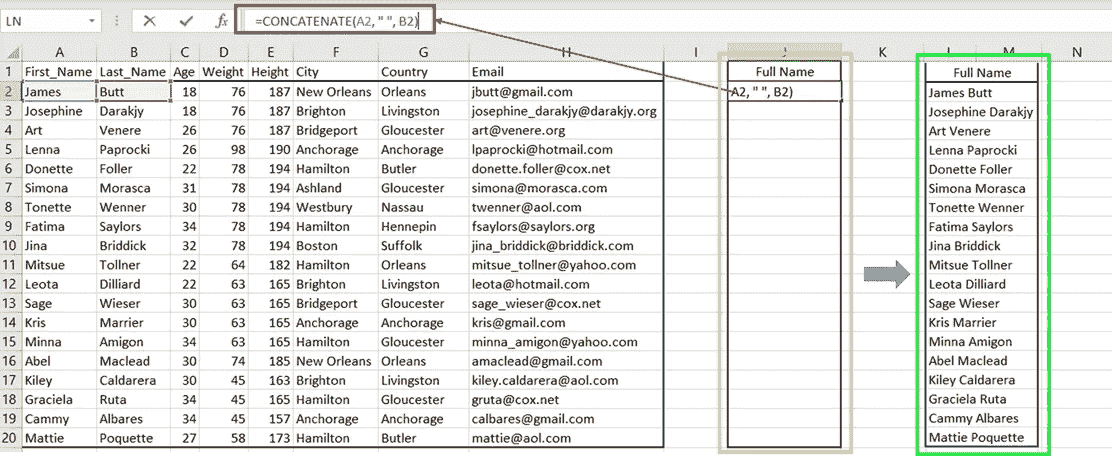 LN fx =CONCATENATE(A2, " ", B2)
A B C D E F G H I J K L M N
1 First_Name Last_Name Age Weight Height City Country Email Full Name Full Name
2 James Butt 18 76 187 New Orleans Orleans jbutt@gmail.com A2, " ", B2) James Butt
3 Josephine Darakjy 18 76 187 Brighton Livingston josephine_darakjy@darakjy.org Josephine Darakjy
4 Art Venere 26 76 187 Bridgeport Gloucester art@venere.org Art Venere
5 Lenna Paprocki 26 98 190 Anchorage Anchorage lpaprocki@hotmail.com Lenna Paprocki
6 Donette Foller 22 78 194 Hamilton Butler donette.foller@cox.net Donette Foller
7 Simona Morasca 31 78 194 Ashland Gloucester simona@morasca.com Simona Morasca
8 Tonette Wenner 30 78 194 Westbury Nassau twenner@aol.com Tonette Wenner
9 Fatima Saylors 34 78 194 Hamilton Hennepin fsaylors@saylors.org Fatima Saylors
10 Jina Briddick 32 78 194 Boston Suffolk jina_briddick@briddick.com Jina Briddick
11 Mitsue Tollner 22 64 182 Hamilton Orleans mitsue_tollner@yahoo.com Mitsue Tollner
12 Leota Dilliard 22 63 165 Brighton Livingston leota@hotmail.com Leota Dilliard
13 Sage Wieser 30 63 165 Bridgeport Gloucester sage_wieser@cox.net Sage Wieser
14 Kris Marrier 30 63 165 Anchorage Anchorage kris@gmail.com Kris Marrier
15 Minna Amigon 34 63 165 Hamilton Gloucester minna_amigon@yahoo.com Minna Amigon
16 Abel Maclead 30 74 185 New Orleans Orleans amaclead@gmail.com Abel Maclead
17 Kiley Caldarera 30 45 163 Brighton Livingston kiley.caldarera@aol.com Kiley Caldarera
18 Graciela Ruta 34 45 165 Hamilton Gloucester gruta@cox.net Graciela Ruta
19 Cammy Albares 34 45 157 Anchorage Anchorage calbares@gmail.com Cammy Albares
20 Mattie Poquette 27 58 173 Hamilton Butler mattie@aol.com Mattie Poquette